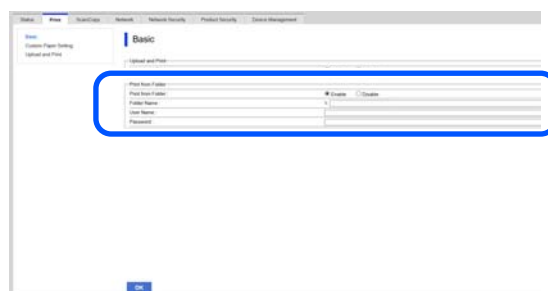 Status Print Scan/Copy Network Network Security Product Security Device Management
Basic
Custom Paper Setting
Upload and Print
Basic
Upload and Print
Print from Folder
Print from Folder : Enable Disable
Folder Name :
User Name :
Password :
OK